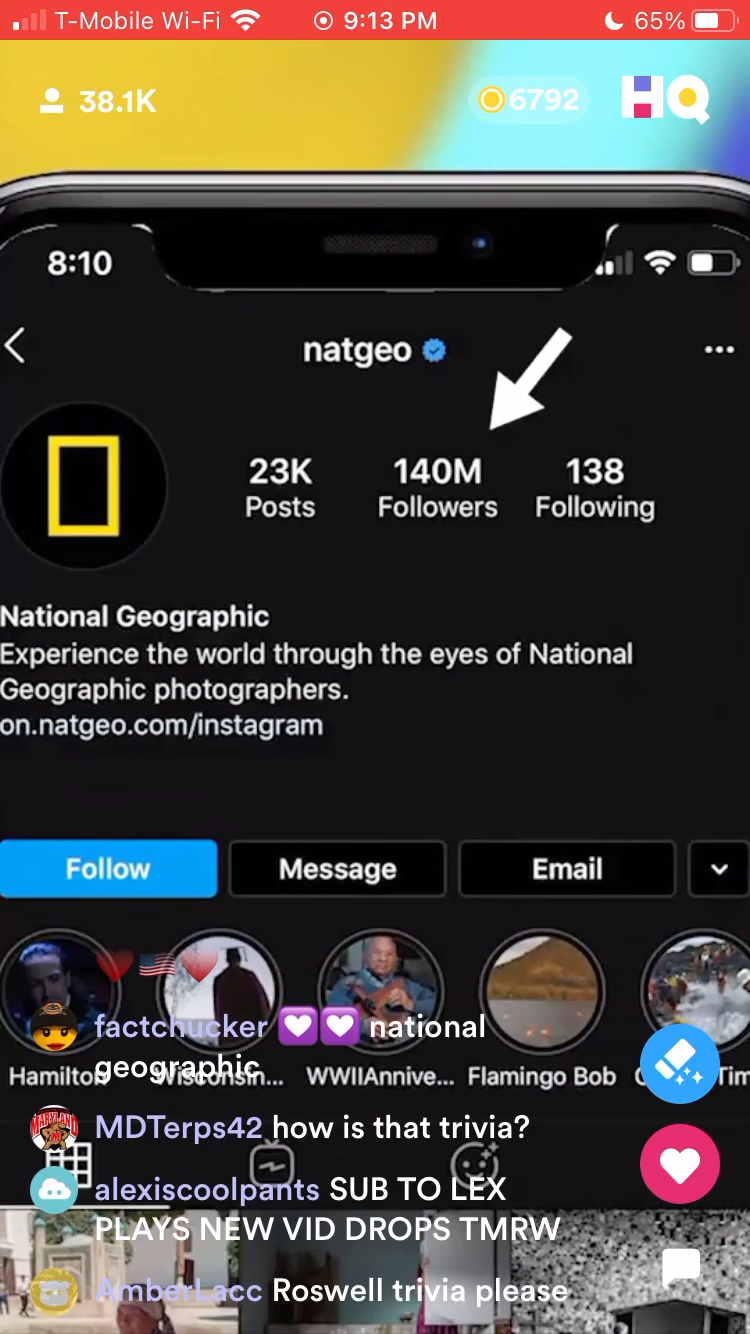 T-Mobile Wi-Fi 9:13 PM 65%
38.1K 6792 HQ
8:10
natgeo
23K 140M 138
Posts Followers Following
National Geographic
Experience the world through the eyes of National
Geographic photographers.
on.natgeo.com/instagram
Follow Message Email
factchucker 💜💜 national
geographic
Hamilton Wisconsin... WWIIAnnive... Flamingo Bob
MDTerps42 how is that trivia?
MARYLAND
alexiscoolpants SUB TO LEX
PLAYS NEW VID DROPS TMRW
AmberLacc Roswell trivia please